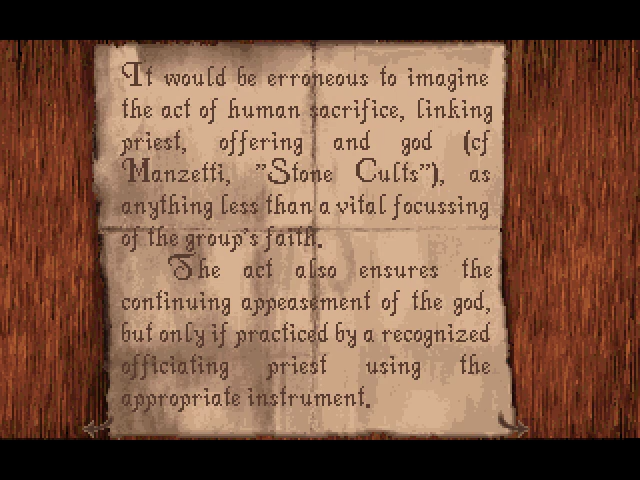 It would be erroneous to imagine
the act of human sacrifice, linking
priest, offering and god (cf
Manzetti, "Stone Cults"), as
anything less than a vital focussing
of the group's faith.
The act also ensures the
continuing appeasement of the god,
but only if practiced by a recognized
officiating priest using the
appropriate instrument.